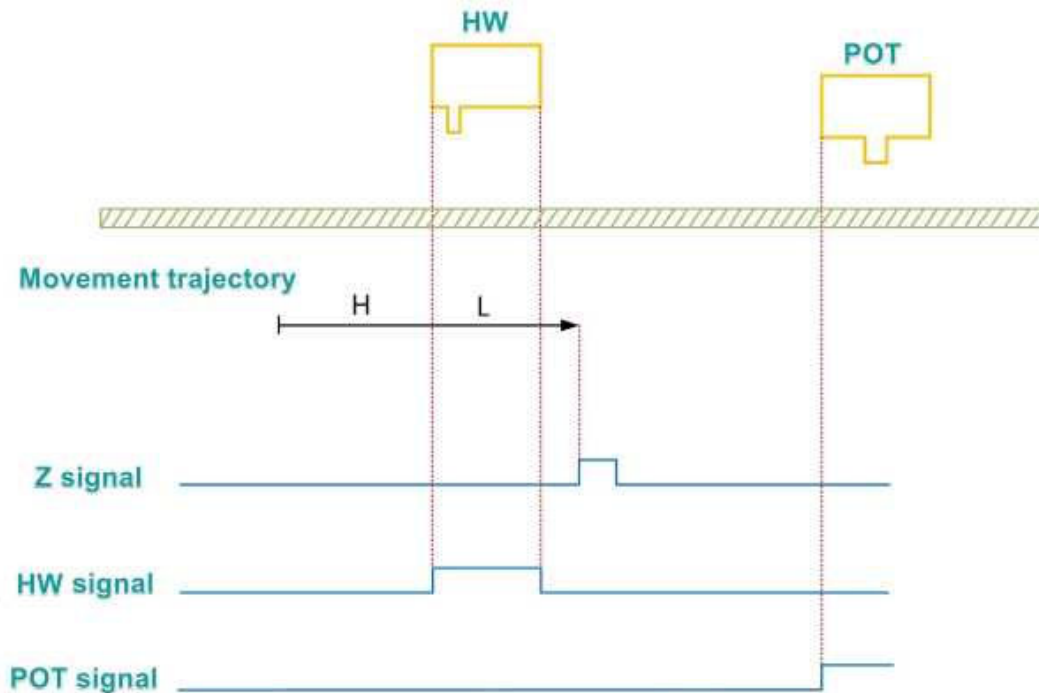 HW
POT
Movement trajectory
H
L
Z signal
HW signal
POT signal